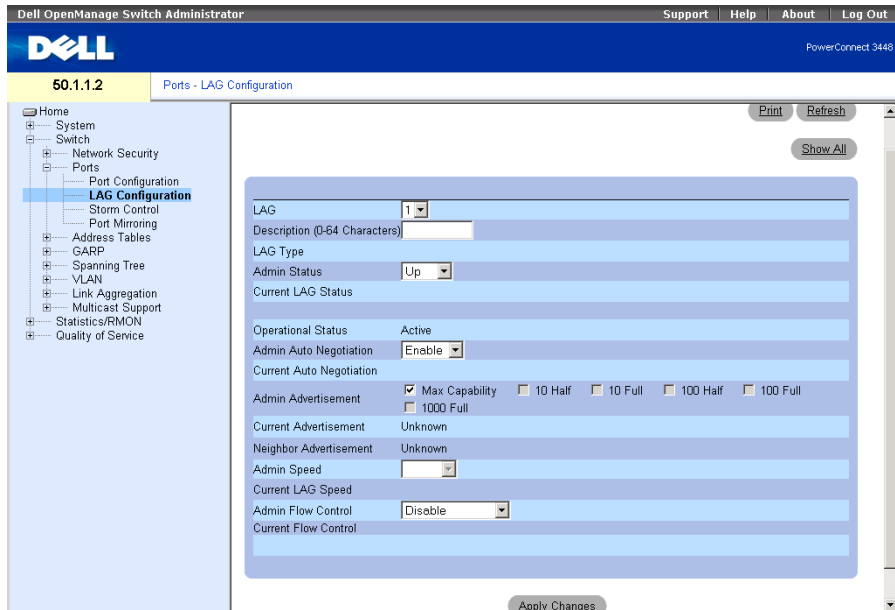 Dell OpenManage Switch Administrator Support Help About Log Out
DELL
PowerConnect 3448
50.1.1.2 Ports - LAG Configuration
Home
System
Switch
Network Security
Ports
Port Configuration
LAG Configuration
Storm Control
Port Mirroring
Address Tables
GARP
Spanning Tree
VLAN
Link Aggregation
Multicast Support
Statistics/RMON
Quality of Service
Print Refresh
Show All
LAG 1
Description (0-64 Characters)
LAG Type
Admin Status Up
Current LAG Status
Operational Status Active
Admin Auto Negotiation Enable
Current Auto Negotiation
Admin Advertisement Max Capability 10 Half 10 Full 100 Half 100 Full
1000 Full
Current Advertisement Unknown
Neighbor Advertisement Unknown
Admin Speed
Current LAG Speed
Admin Flow Control Disable
Current Flow Control
Apply Changes